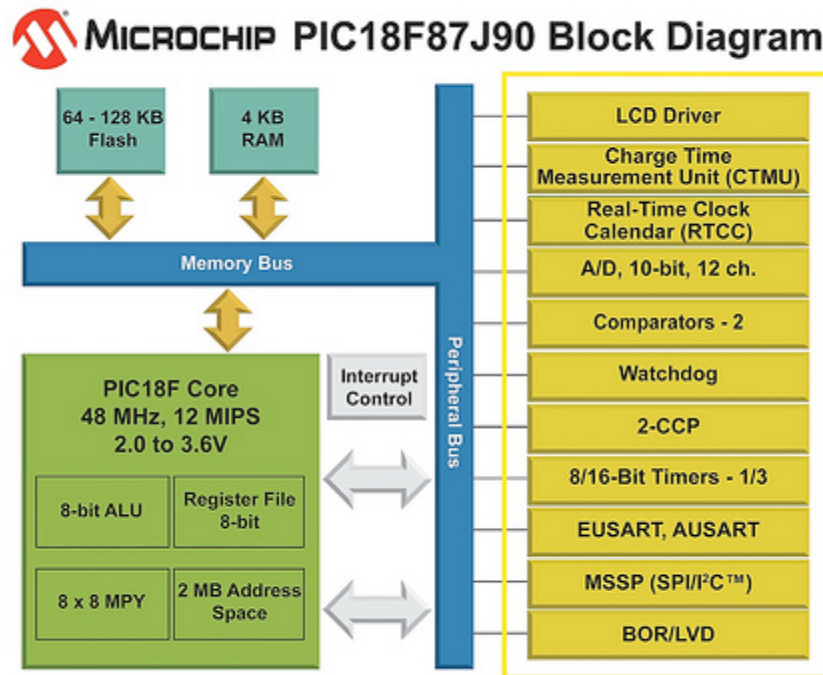 MICROCHIP PIC18F87J90 Block Diagram
64 - 128 KB
Flash
4 KB
RAM
Memory Bus
PIC18F Core
48 MHz, 12 MIPS
2.0 to 3.6V
8-bit ALU
Register File
8-bit
8 x 8 MPY
2 MB Address
Space
Interrupt
Control
Peripheral Bus
LCD Driver
Charge Time
Measurement Unit (CTMU)
Real-Time Clock
Calendar (RTCC)
A/D, 10-bit, 12 ch.
Comparators - 2
Watchdog
2-CCP
8/16-Bit Timers - 1/3
EUSART, AUSART
MSSP (SPI/I²C™)
BOR/LVD